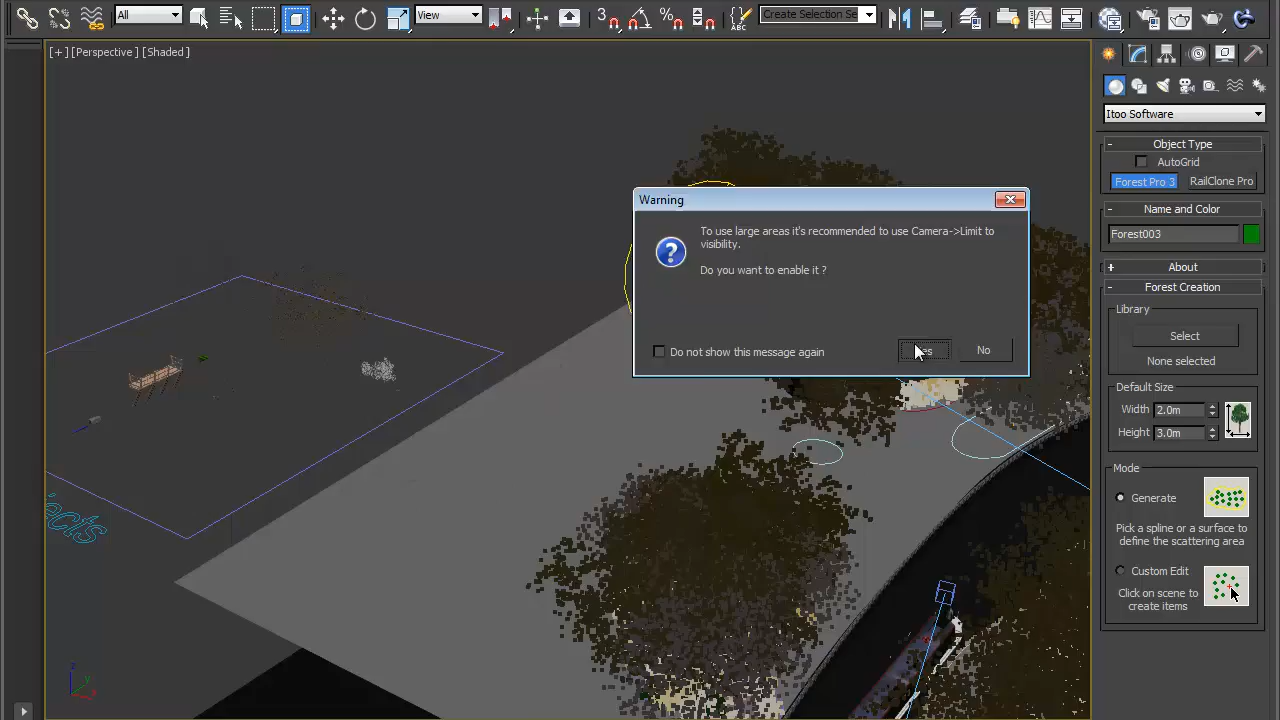 All
View
3
%
ABC
Create Selection Se
[+][Perspective][Shaded]
Itoo Software
- Object Type
AutoGrid
Forest Pro 3 RailClone Pro
- Name and Color
Forest003
+ About
- Forest Creation
Library
Select
None selected
Default Size
Width 2.0m
Height 3.0m
Mode
Generate
Pick a spline or a surface to
define the scattering area
Custom Edit
Click on scene to
create items
Warning
To use large areas it's recommended to use Camera->Limit to
visibility.
Do you want to enable it ?
Do not show this message again
Yes
No
ects
z
y
x